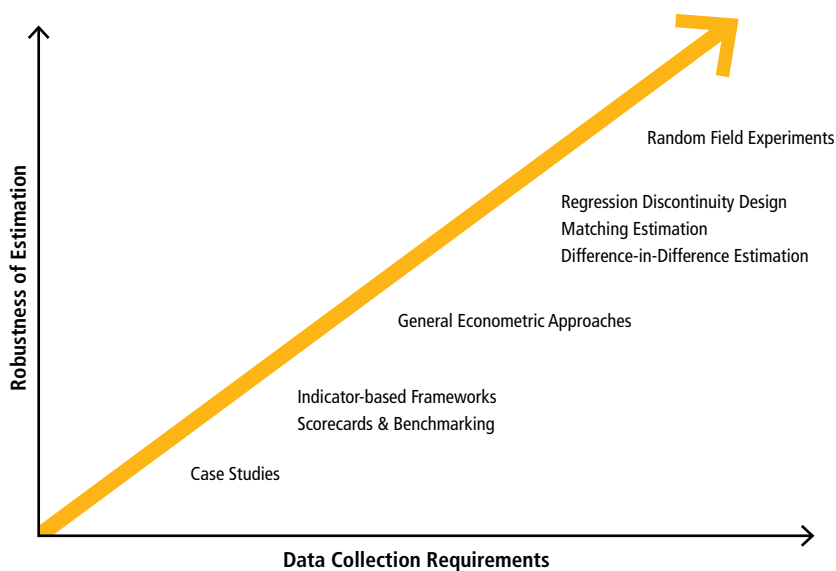 Robustness of Estimation
Random Field Experiments
Regression Discontinuity Design
Matching Estimation
Difference-in-Difference Estimation
General Econometric Approaches
Indicator-based Frameworks
Scorecards & Benchmarking
Case Studies
Data Collection Requirements